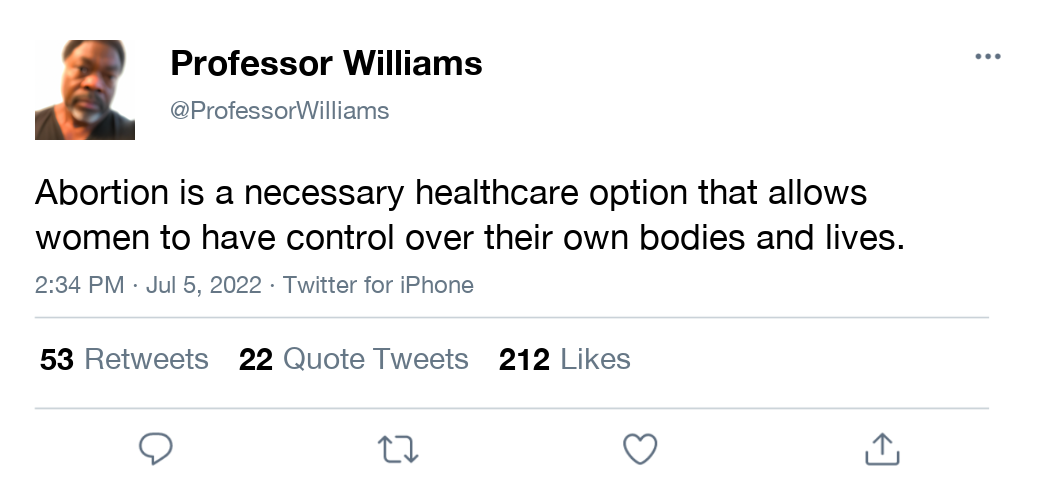 Professor Williams
@ProfessorWilliams
Abortion is a necessary healthcare option that allows
women to have control over their own bodies and lives.
2:34 PM · Jul 5, 2022 · Twitter for iPhone
53 Retweets 22 Quote Tweets 212 Likes